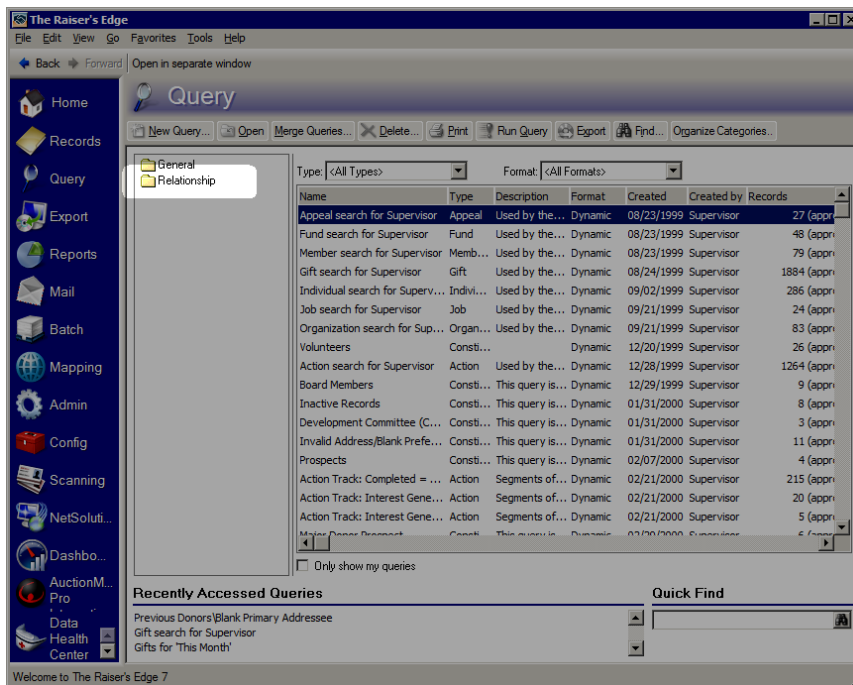 The Raiser's Edge
File Edit View Go Favorites Tools Help
Back Forward Open in separate window
Query
New Query... Open Merge Queries... Delete... Print Run Query Export Find... Organize Categories..
Home
Records
Query
Export
Reports
Mail
Batch
Mapping
Admin
Config
Scanning
NetSoluti...
Dashbo...
AuctionM...
Pro
Data
Health
Center
General
Relationship
Type: <All Types> Format: <All Formats>
Name Type Description Format Created Created by Records
Appeal search for Supervisor Appeal Used by the... Dynamic 08/23/1999 Supervisor 27 (appr
Fund search for Supervisor Fund Used by the... Dynamic 08/23/1999 Supervisor 48 (appr
Member search for Supervisor Memb... Used by the... Dynamic 08/23/1999 Supervisor 79 (appr
Gift search for Supervisor Gift Used by the... Dynamic 08/24/1999 Supervisor 1884 (appr
Individual search for Superv... Indivi... Used by the... Dynamic 09/02/1999 Supervisor 286 (appr
Job search for Supervisor Job Used by the... Dynamic 09/21/1999 Supervisor 24 (appr
Organization search for Sup... Organ... Used by the... Dynamic 09/21/1999 Supervisor 83 (appr
Volunteers Consti... Dynamic 12/20/1999 Supervisor 26 (appr
Action search for Supervisor Action Used by the... Dynamic 12/28/1999 Supervisor 1264 (appr
Board Members Consti... This query is... Dynamic 12/29/1999 Supervisor 9 (appr
Inactive Records Consti... This query is... Dynamic 01/31/2000 Supervisor 8 (appr
Development Committee (C... Consti... This query is... Dynamic 01/31/2000 Supervisor 3 (appr
Invalid Address/Blank Prefe... Consti... This query is... Dynamic 01/31/2000 Supervisor 11 (appr
Prospects Consti... This query is... Dynamic 02/07/2000 Supervisor 4 (appr
Action Track: Completed = ... Action Segments of... Dynamic 02/21/2000 Supervisor 215 (appr
Action Track: Interest Gene... Action Segments of... Dynamic 02/21/2000 Supervisor 20 (appr
Action Track: Interest Gene... Action Segments of... Dynamic 02/21/2000 Supervisor 5 (appr
Major Donor Prospect Consti... This query is... Dynamic Supervisor
Only show my queries
Recently Accessed Queries
Previous Donors\Blank Primary Addressee
Gift search for Supervisor
Gifts for 'This Month'
Quick Find
Welcome to The Raiser's Edge 7